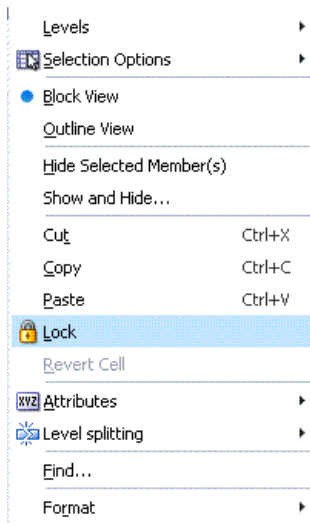 Levels
Selection Options
Block View
Outline View
Hide Selected Member(s)
Show and Hide...
Cut Ctrl+X
Copy Ctrl+C
Paste Ctrl+V
Lock
Revert Cell
XYZ Attributes
Level splitting
Find...
Format